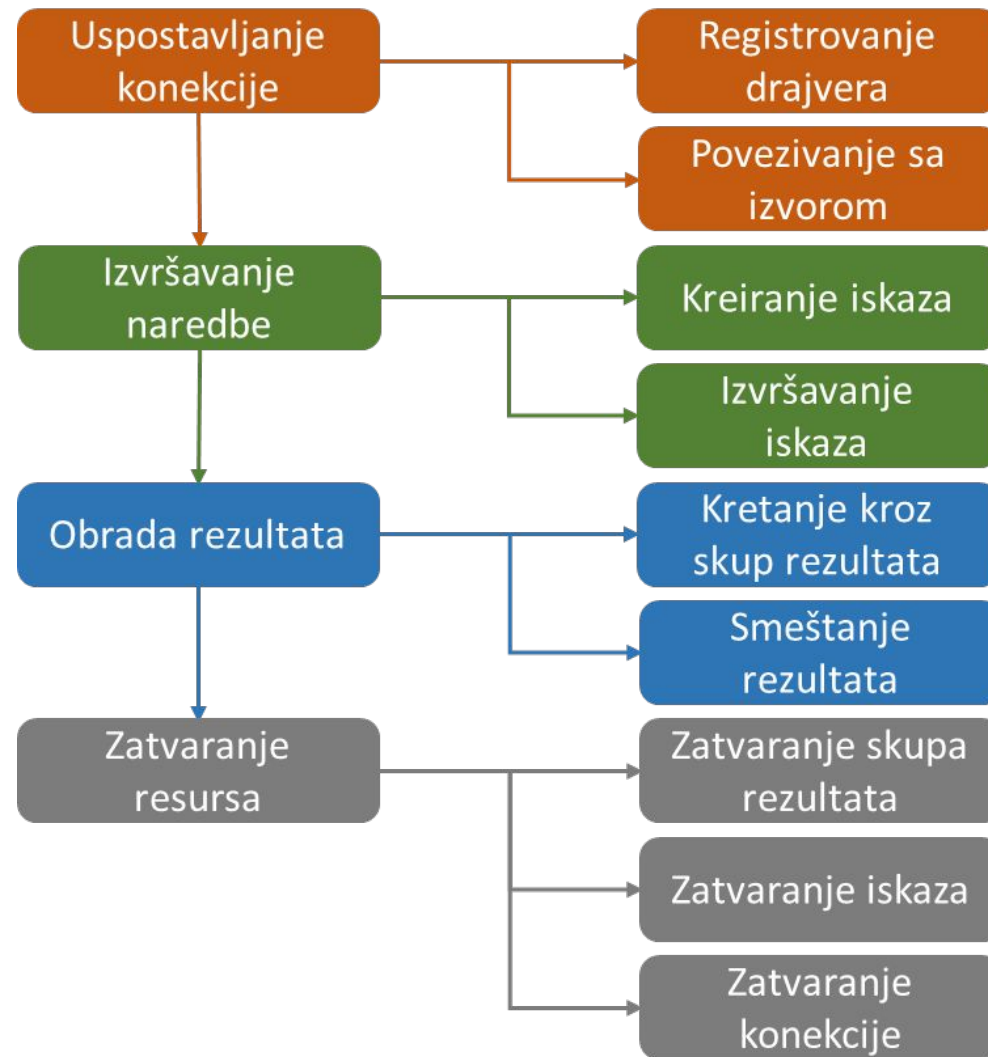 Uspostavljanje
konekcije
Registrovanje
drajvera
Povezivanje sa
izvorom
Izvršavanje
naredbe
Kreiranje iskaza
Izvršavanje
iskaza
Obrada rezultata
Kretanje kroz
skup rezultata
Smeštanje
rezultata
Zatvaranje
resursa
Zatvaranje skupa
rezultata
Zatvaranje iskaza
Zatvaranje
konekcije